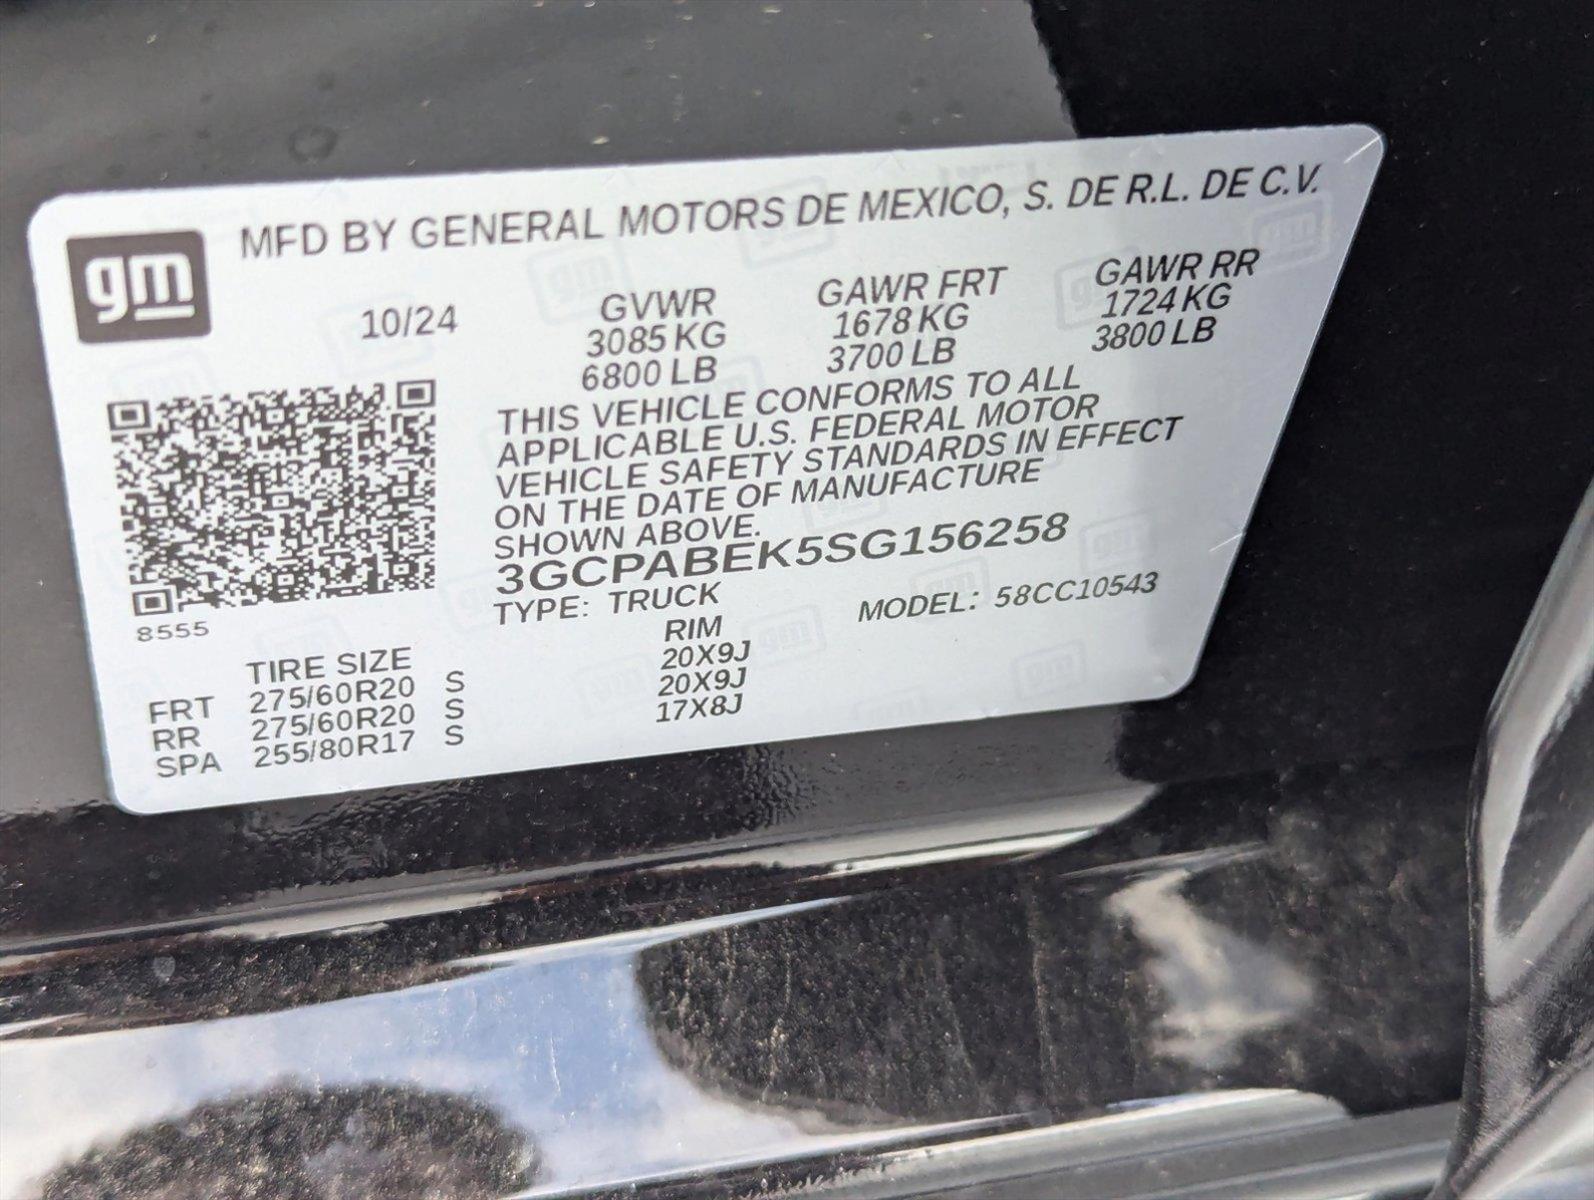 gm
MFD BY GENERAL MOTORS DE MEXICO, S. DE R.L. DE C.V.
10/24
GVWR
3085 KG
6800 LB
GAWR FRT
1678 KG
3700 LB
GAWR RR
1724 KG
3800 LB
THIS VEHICLE CONFORMS TO ALL
APPLICABLE U.S. FEDERAL MOTOR
VEHICLE SAFETY STANDARDS IN EFFECT
ON THE DATE OF MANUFACTURE
SHOWN ABOVE.
3GCPABEK5SG156258
TYPE: TRUCK MODEL: 58CC10543
8555
TIRE SIZE RIM
FRT 275/60R20 S 20X9J
RR 275/60R20 S 20X9J
SPA 255/80R17 S 17X8J